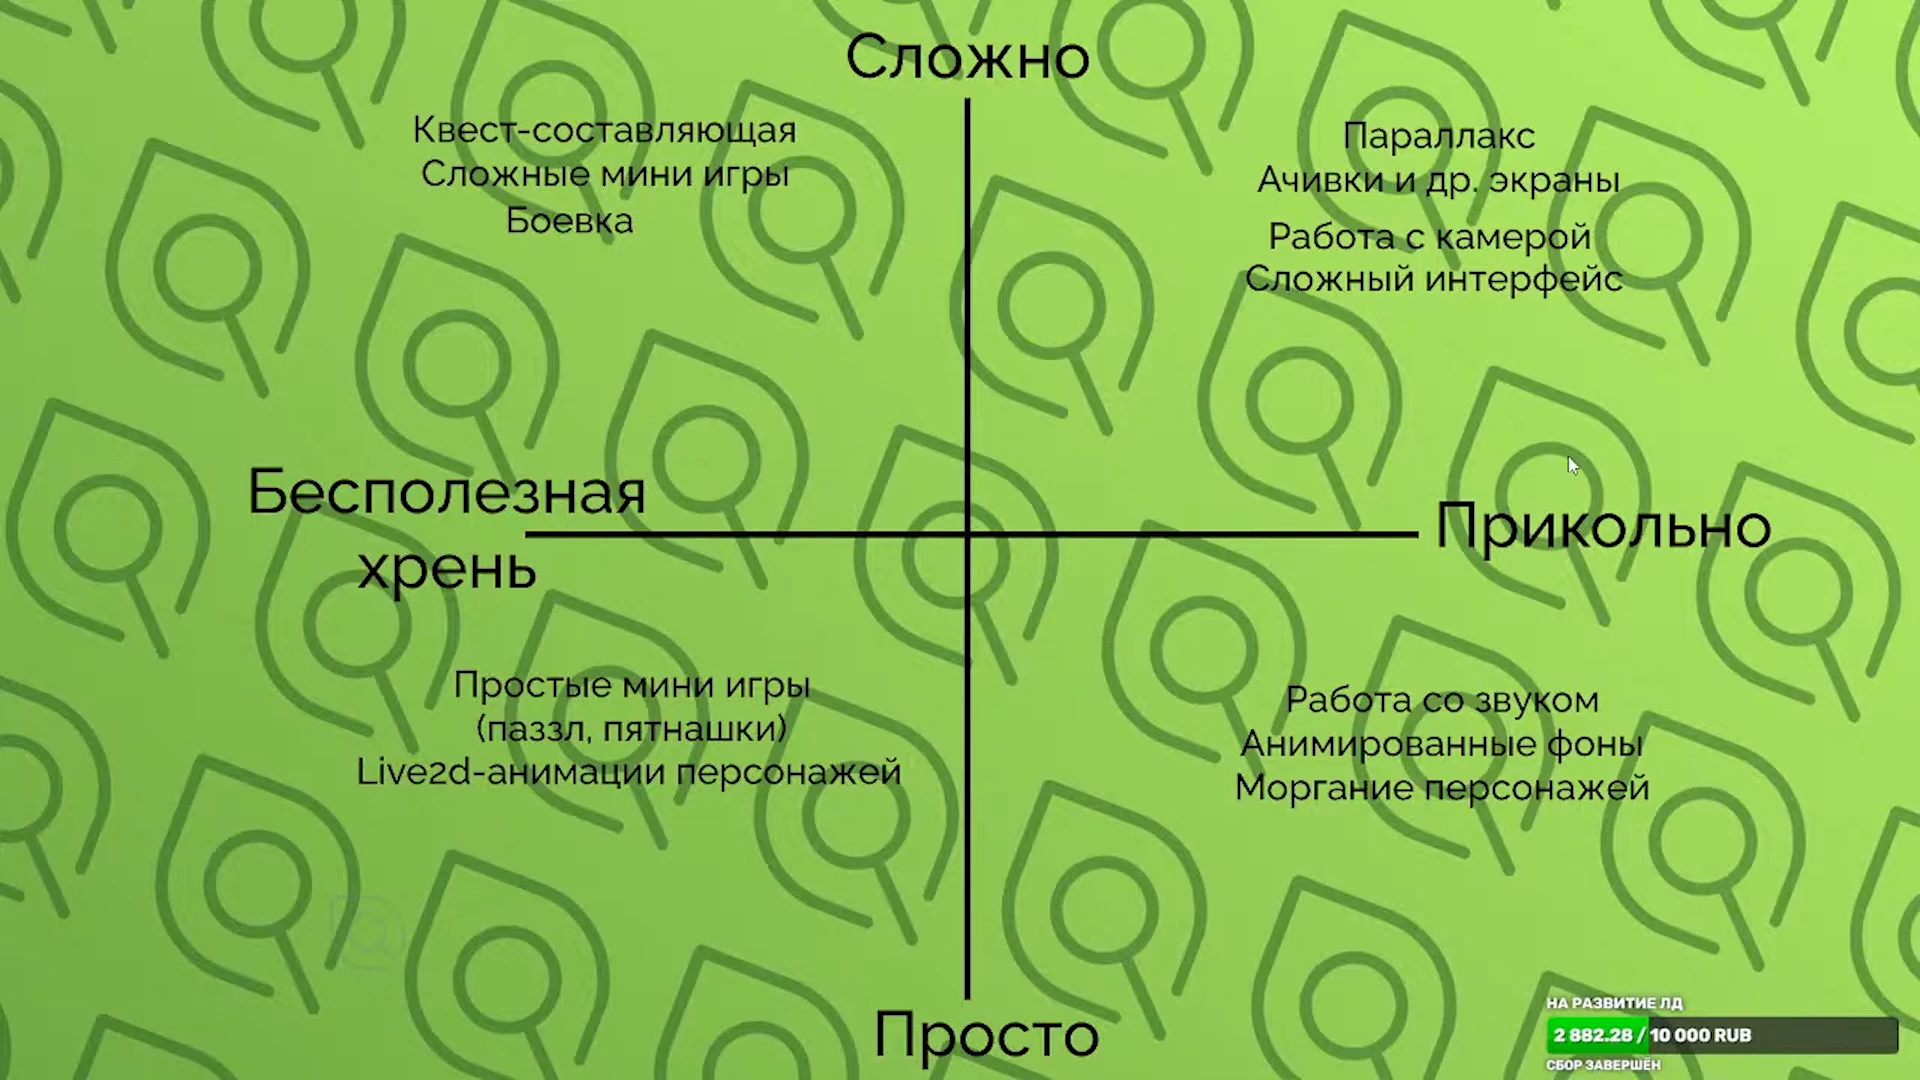 Сложно
Квест-составляющая
Сложные мини игры
Боевка
Параллакс
Ачивки и др. экраны
Работа с камерой
Сложный интерфейс
Бесполезная
хрень
Прикольно
Простые мини игры
(паззл, пятнашки)
Live2d-анимации персонажей
Работа со звуком
Анимированные фоны
Моргание персонажей
Просто
НА РАЗВИТИЕ ЛД
2 882.28 / 10 000 RUB
СБОР ЗАВЕРШЁН